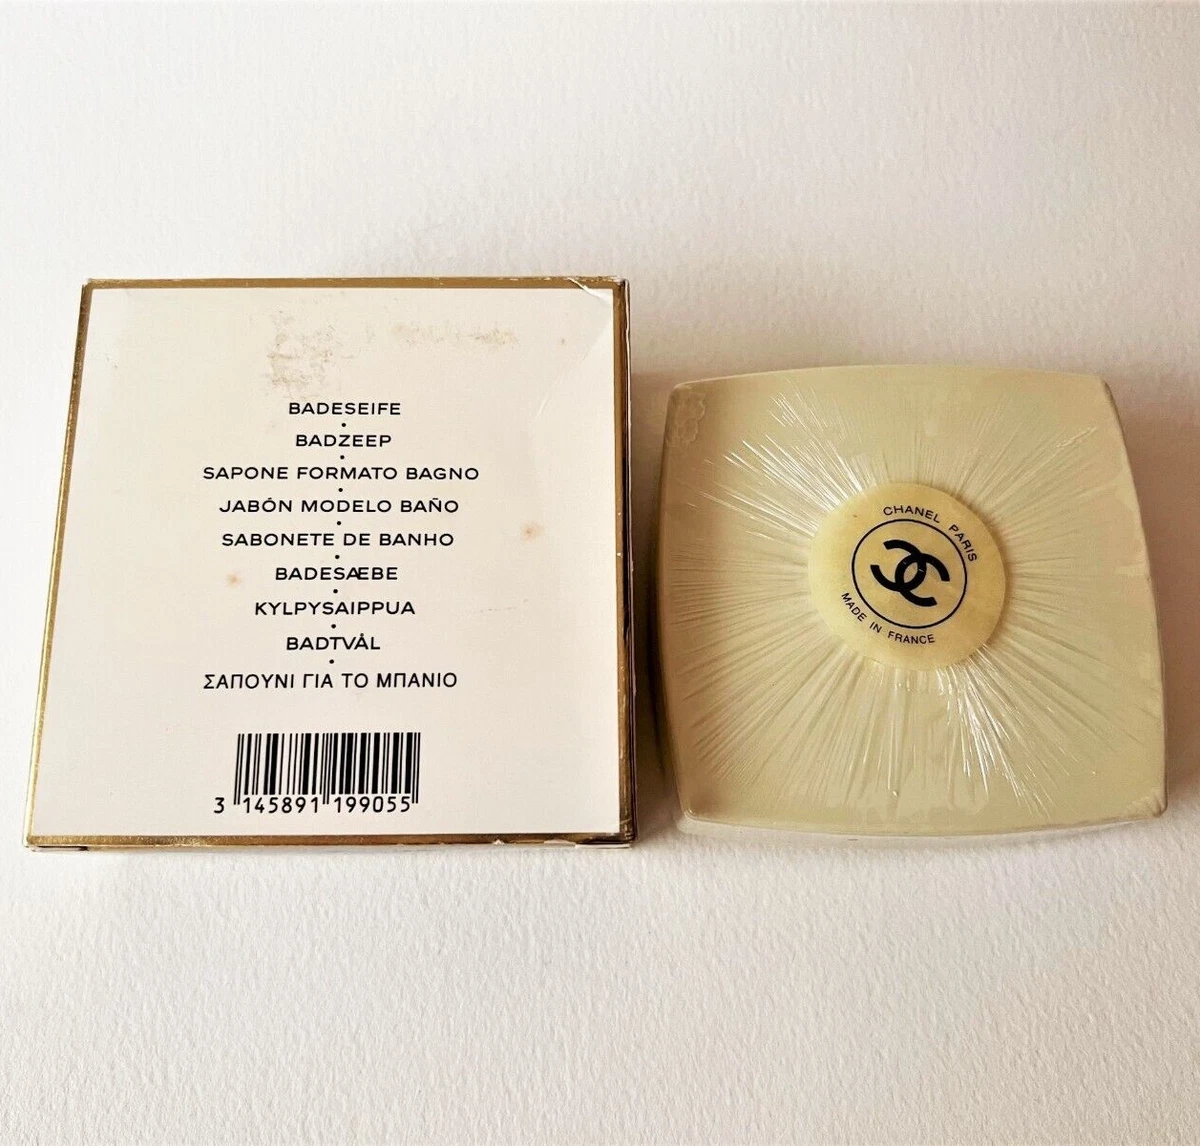 BADESEIFE
•
BADZEEP
•
SAPONE FORMATO BAGNO
•
JABÓN MODELO BAÑO
•
SABONETE DE BANHO
•
BADESÆBE
•
KYLPYSAIPPUA
•
BADTVÅL
•
ΣΑΠΟΥΝΙ ΓΙΑ ΤΟ ΜΠΑΝΙΟ
3 145891 199055
CHANEL PARIS
MADE IN FRANCE